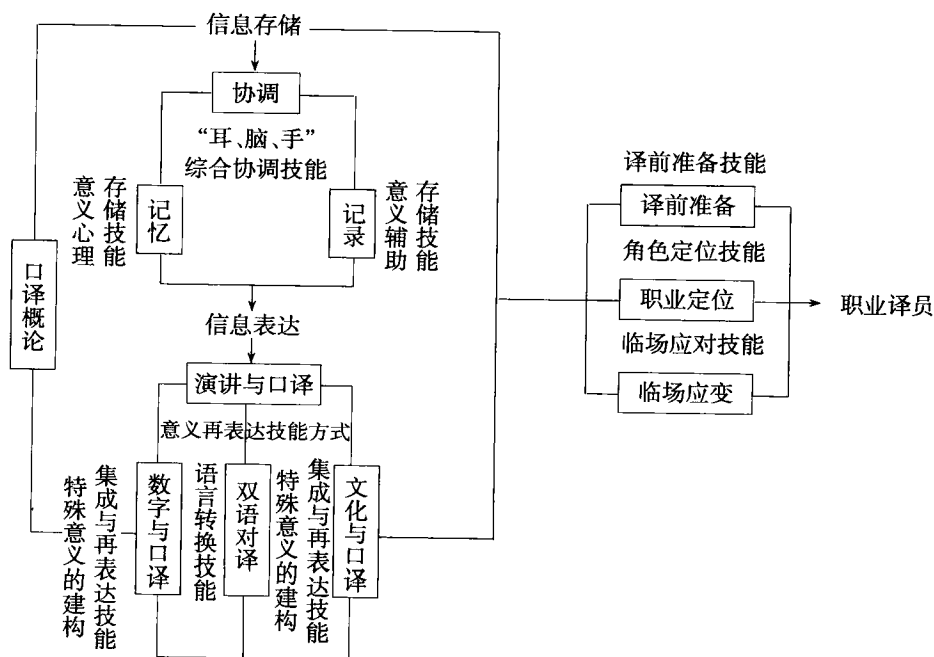 信息存储
协调
“耳、脑、手”
综合协调技能
记忆
意义心理
存储技能
记录
意义辅助
存储技能
口译概论
信息表达
演讲与口译
意义再表达技能方式
数字与口译
特殊意义的建构
集成与再表达技能
双语对译
语言转换技能
文化与口译
特殊意义的建构
集成与再表达技能
译前准备技能
译前准备
角色定位技能
职业定位
临场应对技能
临场应变
职业译员